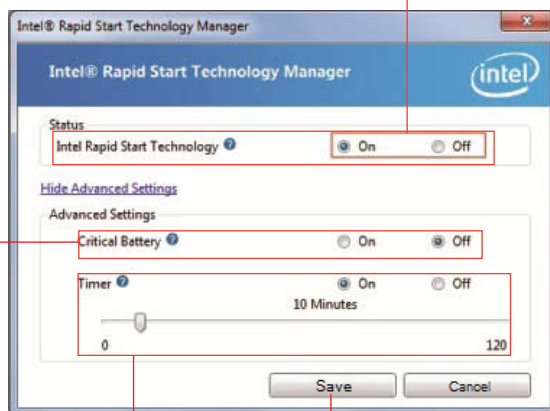 Intel® Rapid Start Technology Manager
Intel® Rapid Start Technology Manager
(intel)
Status
Intel Rapid Start Technology ? On Off
Hide Advanced Settings
Advanced Settings
Critical Battery ? On Off
Timer ? On Off
10 Minutes
0 120
Save Cancel